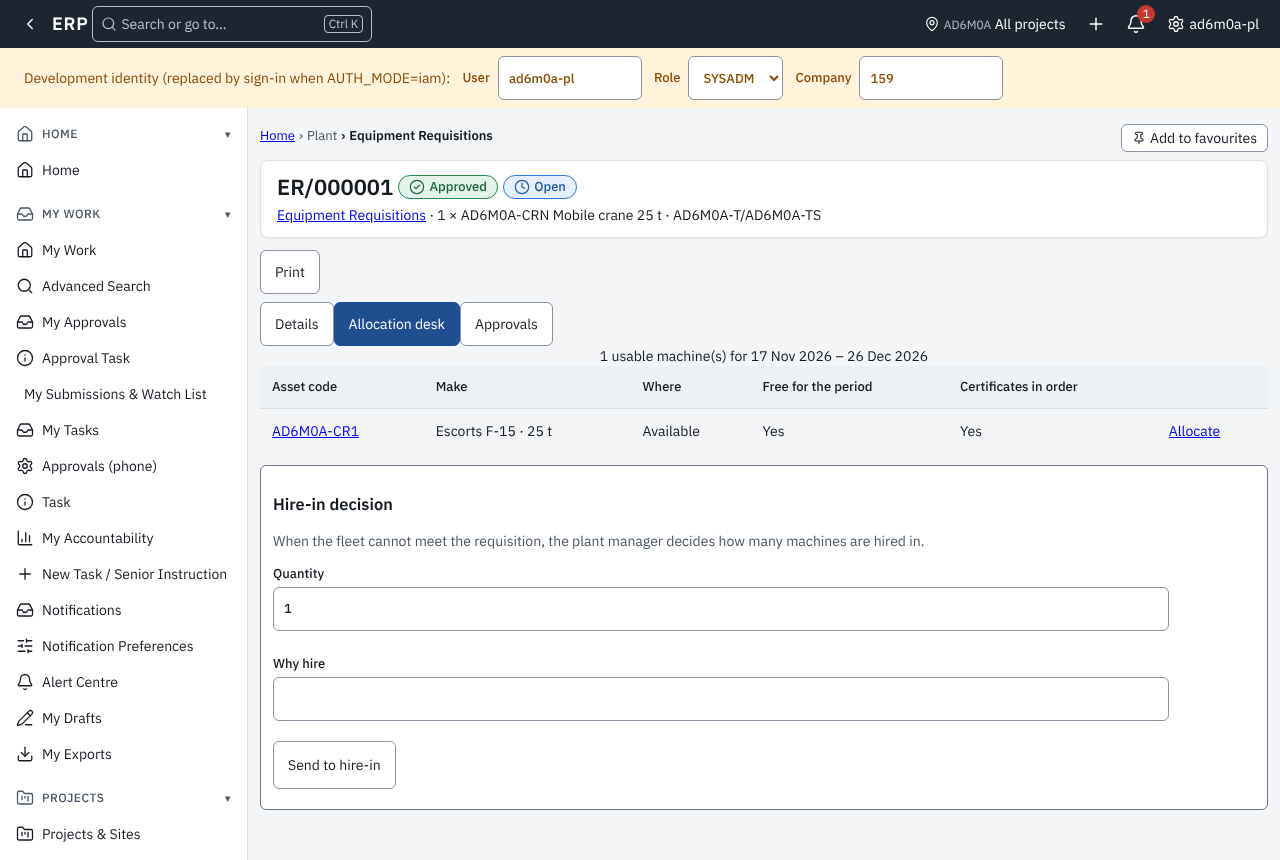 ERP Search or go to... Ctrl K AD6M0A All projects 1 ad6m0a-pl
Development identity (replaced by sign-in when AUTH_MODE=iam): User ad6m0a-pl Role SYSADM Company 159
HOME
Home
MY WORK
My Work
Advanced Search
My Approvals
Approval Task
My Submissions & Watch List
My Tasks
Approvals (phone)
Task
My Accountability
New Task / Senior Instruction
Notifications
Notification Preferences
Alert Centre
My Drafts
My Exports
PROJECTS
Projects & Sites
Home › Plant › Equipment Requisitions
Add to favourites
ER/000001 Approved Open
Equipment Requisitions · 1 × AD6M0A-CRN Mobile crane 25 t · AD6M0A-T/AD6M0A-TS
Print
Details Allocation desk Approvals
1 usable machine(s) for 17 Nov 2026 – 26 Dec 2026
Asset code Make Where Free for the period Certificates in order
AD6M0A-CR1 Escorts F-15 · 25 t Available Yes Yes Allocate
Hire-in decision
When the fleet cannot meet the requisition, the plant manager decides how many machines are hired in.
Quantity
1
Why hire
Send to hire-in